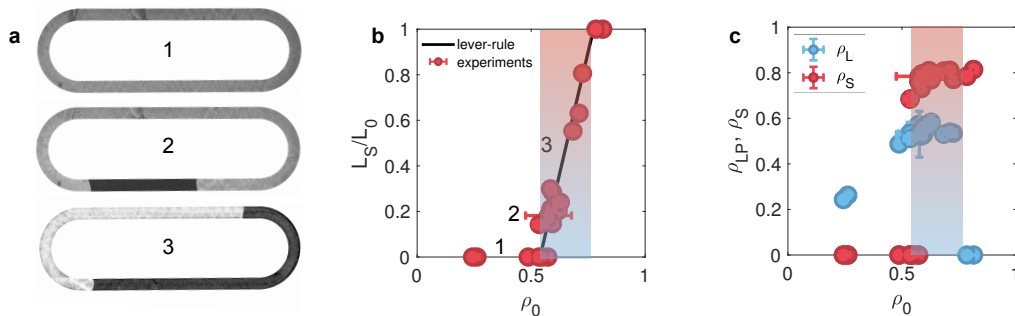 a
1
2
3
b
lever-rule
experiments
L_S/L_0
1
0.8
0.6
0.4
0.2
0
3
2
1
0
0.5
1
ρ_0
c
ρ_L
ρ_S
ρ_LP, ρ_S
1
0.8
0.6
0.4
0.2
0
0
0.5
1
ρ_0